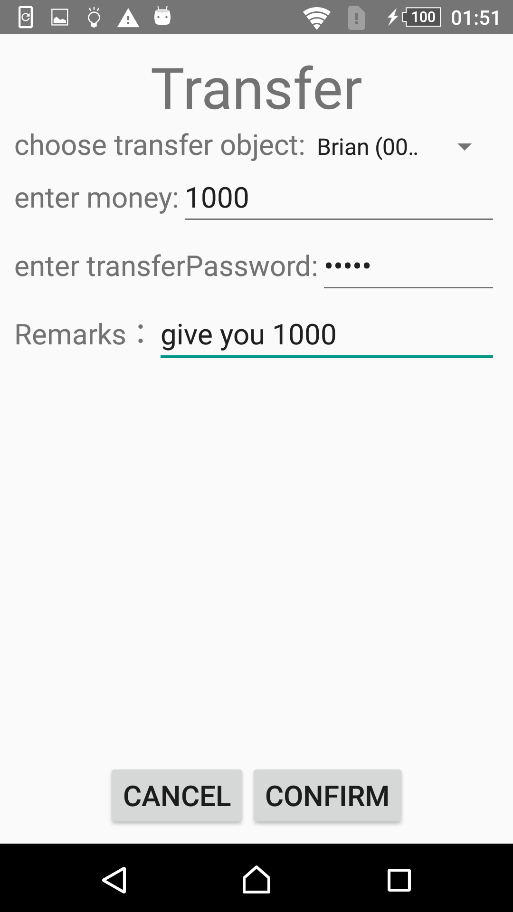 100 01:51
Transfer
choose transfer object: Brian (00..
enter money: 1000
enter transferPassword: •••••
Remarks： give you 1000
CANCEL CONFIRM